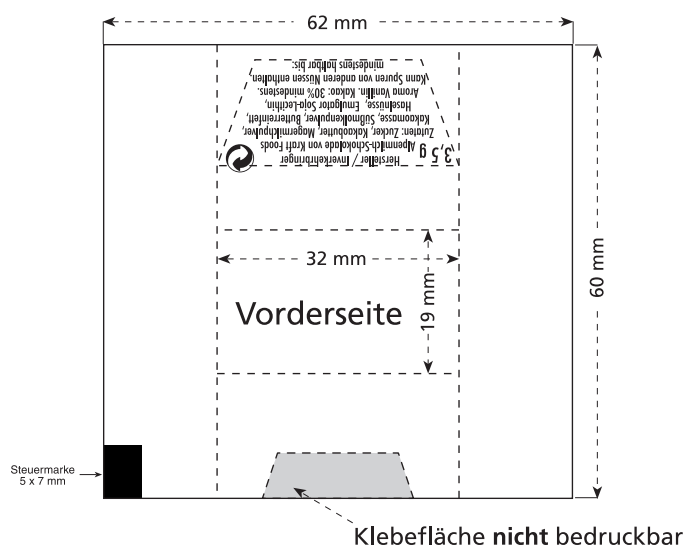 62 mm
Hersteller / Inverkehrbringer
Alpenmilch-Schokolade von Kraft Foods
3,5 g
Zutaten: Zucker, Kakaobutter, Magermilchpulver,
Kakaomasse, Süßmolkenpulver, Butterreinfett,
Haselnüsse, Emulgator Soja-Lecithin,
Aroma Vanillin. Kakao: 30% mindestens.
Kann Spuren von anderen Nüssen enthalten
mindestens haltbar bis:
32 mm
19 mm
60 mm
Vorderseite
Steuermarke
5 x 7 mm
Klebefläche nicht bedruckbar